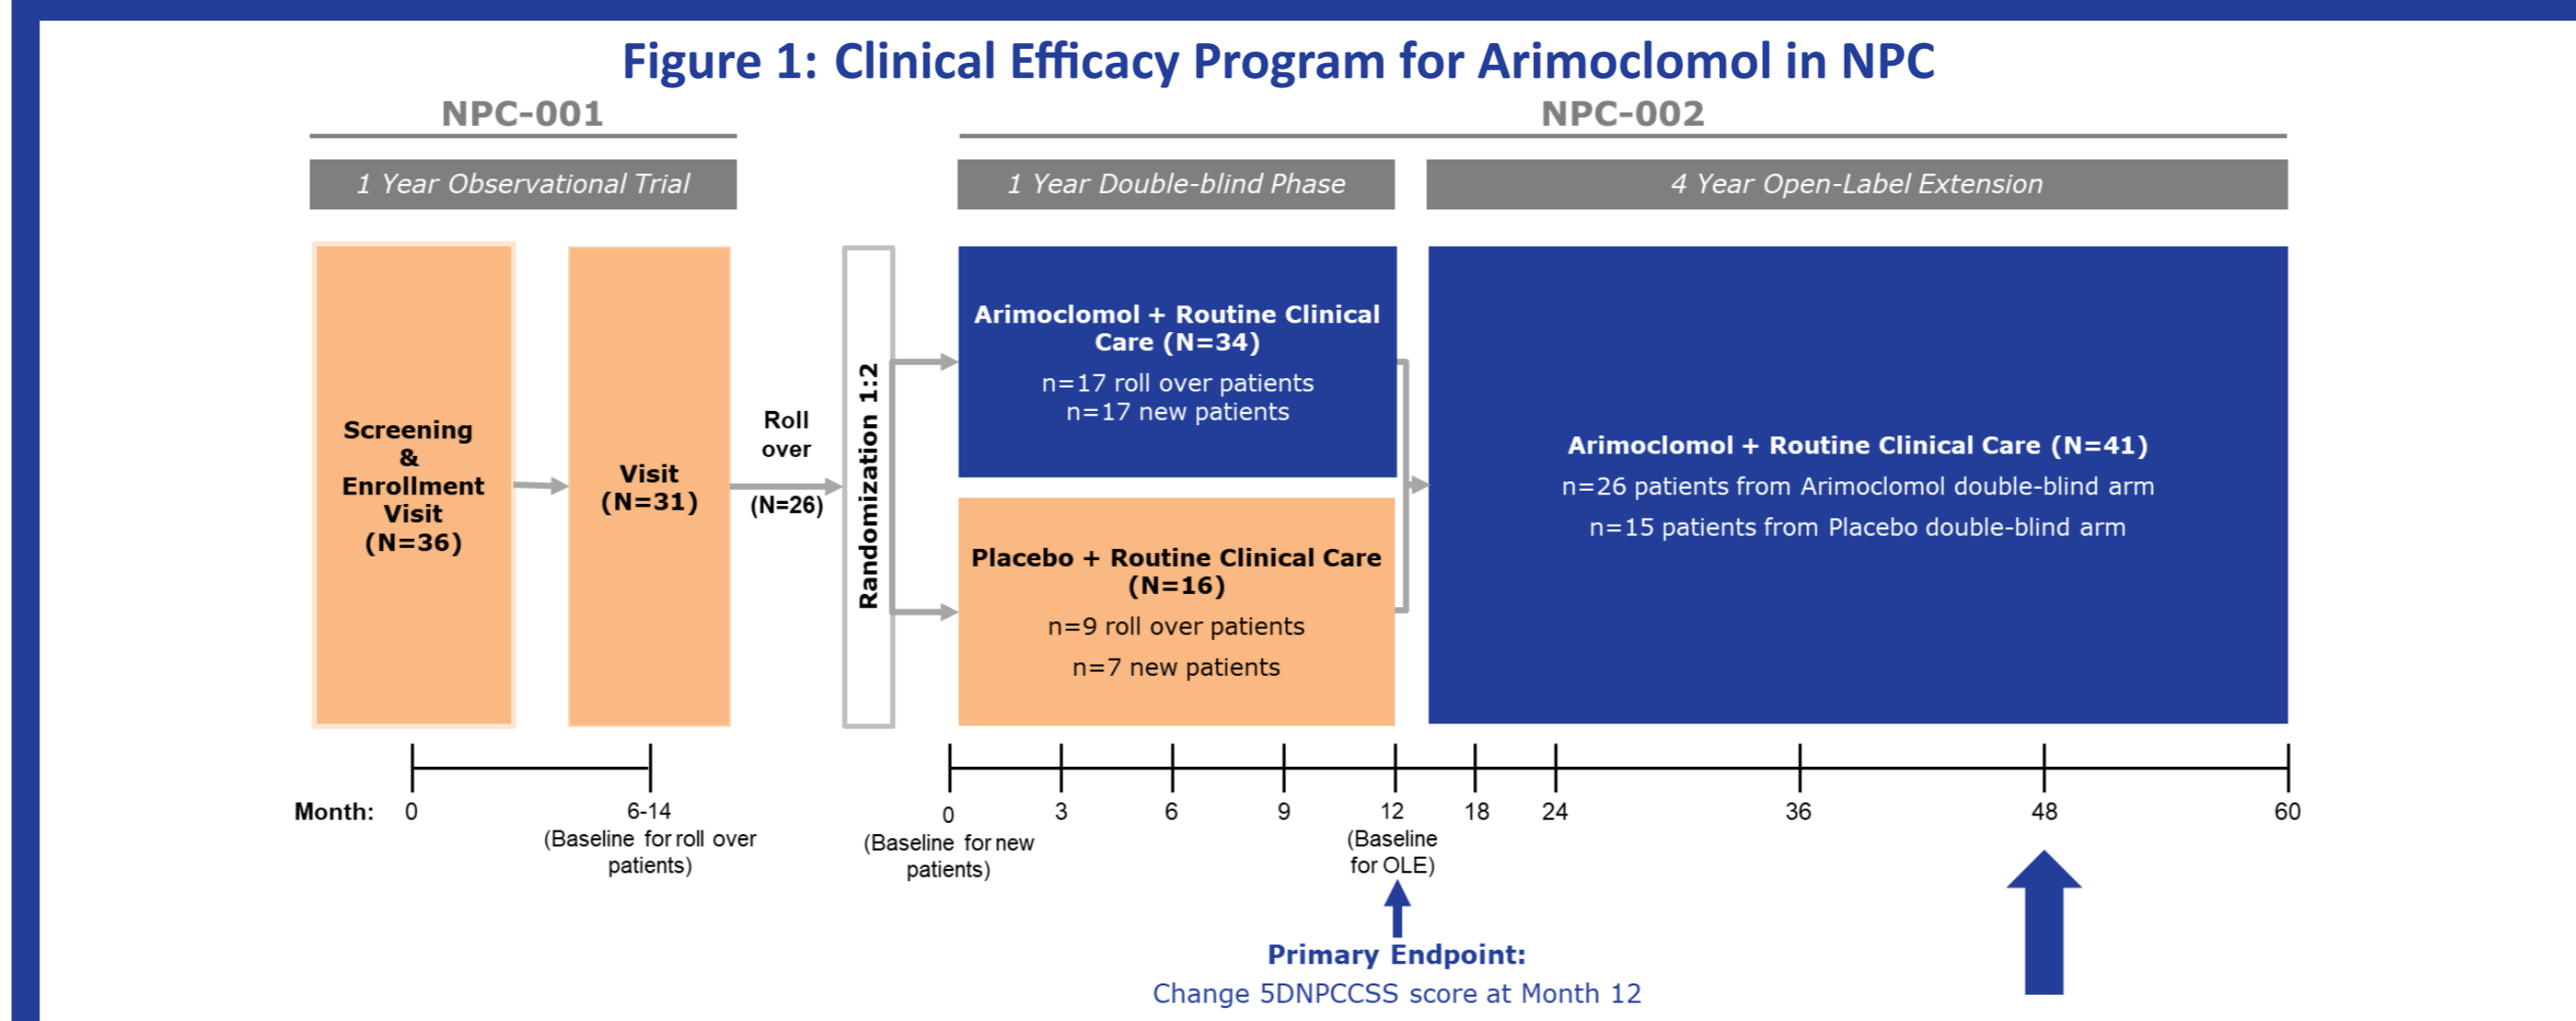 Figure 1: Clinical Efficacy Program for Arimoclomol in NPC
NPC-001
NPC-002
1 Year Observational Trial
1 Year Double-blind Phase
4 Year Open-Label Extension
Screening
&
Enrollment
Visit
(N=36)
Visit
(N=31)
Roll
over
(N=26)
Randomization 1:2
Arimoclomol + Routine Clinical
Care (N=34)
n=17 roll over patients
n=17 new patients
Placebo + Routine Clinical Care
(N=16)
n=9 roll over patients
n=7 new patients
Arimoclomol + Routine Clinical Care (N=41)
n=26 patients from Arimoclomol double-blind arm
n=15 patients from Placebo double-blind arm
Month: 0 6-14 0 3 6 9 12 18 24 36 48 60
(Baseline for roll over
patients)
(Baseline for new
patients)
(Baseline
for OLE)
Primary Endpoint:
Change 5DNPCCSS score at Month 12